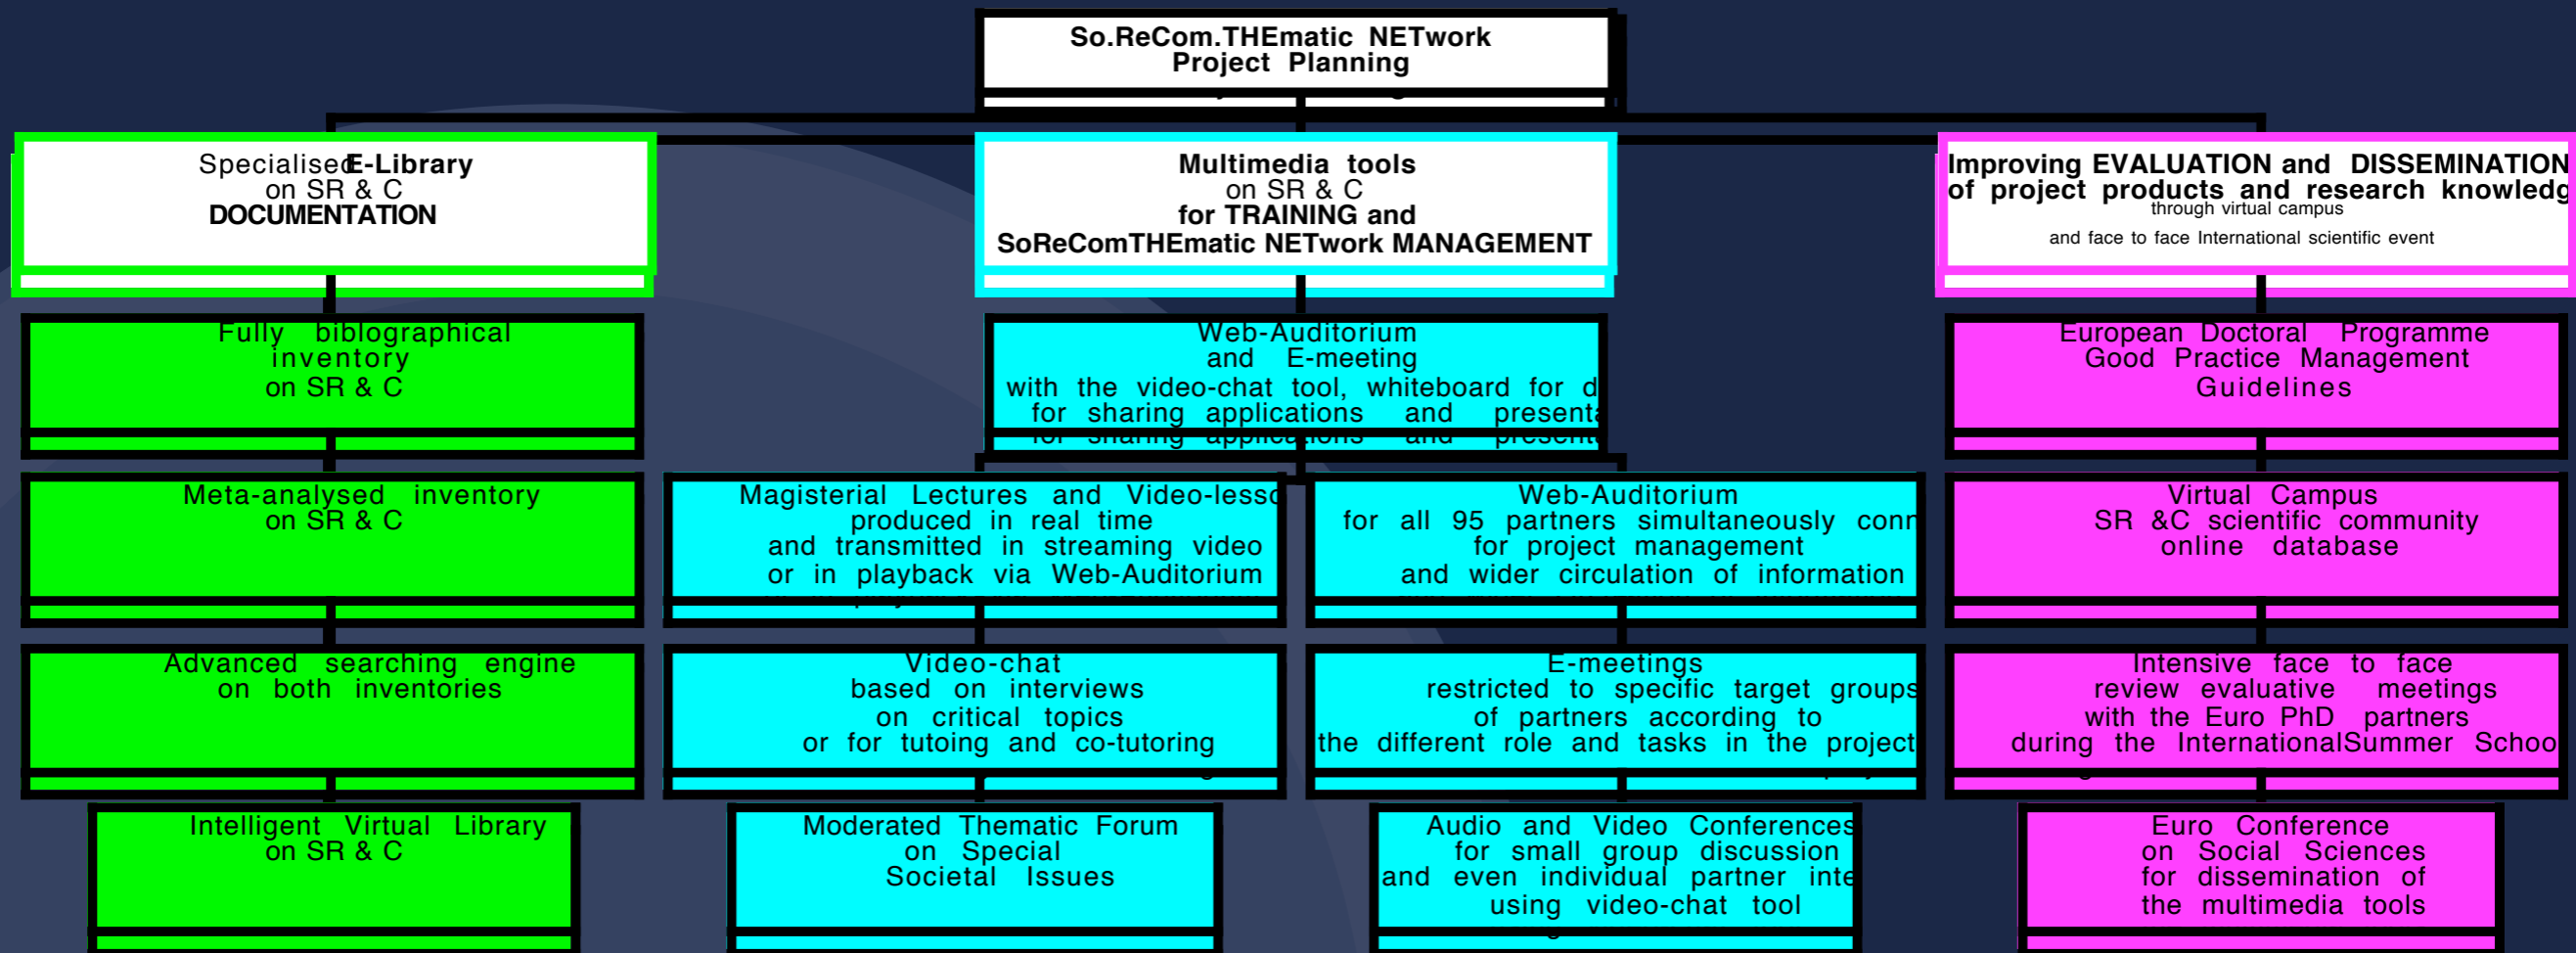 So.ReCom.THEmatic NETwork
Project Planning
Specialised E-Library
on SR & C
DOCUMENTATION
Multimedia tools
on SR & C
for TRAINING and
SoReComTHEmatic NETwork MANAGEMENT
Improving EVALUATION and DISSEMINATION
of project products and research knowledg
through virtual campus
and face to face International scientific event
Fully biblographical
inventory
on SR & C
Web-Auditorium
and E-meeting
with the video-chat tool, whiteboard for d
for sharing applications and presenta
European Doctoral Programme
Good Practice Management
Guidelines
Meta-analysed inventory
on SR & C
Magisterial Lectures and Video-lesso
produced in real time
and transmitted in streaming video
or in playback via Web-Auditorium
Web-Auditorium
for all 95 partners simultaneously conn
for project management
and wider circulation of information
Virtual Campus
SR &C scientific community
online database
Advanced searching engine
on both inventories
Video-chat
based on interviews
on critical topics
or for tutoing and co-tutoring
E-meetings
restricted to specific target groups
of partners according to
the different role and tasks in the project
Intensive face to face
review evaluative meetings
with the Euro PhD partners
during the InternationalSummer Schoo
Intelligent Virtual Library
on SR & C
Moderated Thematic Forum
on Special
Societal Issues
Audio and Video Conferences
for small group discussion
and even individual partner inte
using video-chat tool
Euro Conference
on Social Sciences
for dissemination of
the multimedia tools